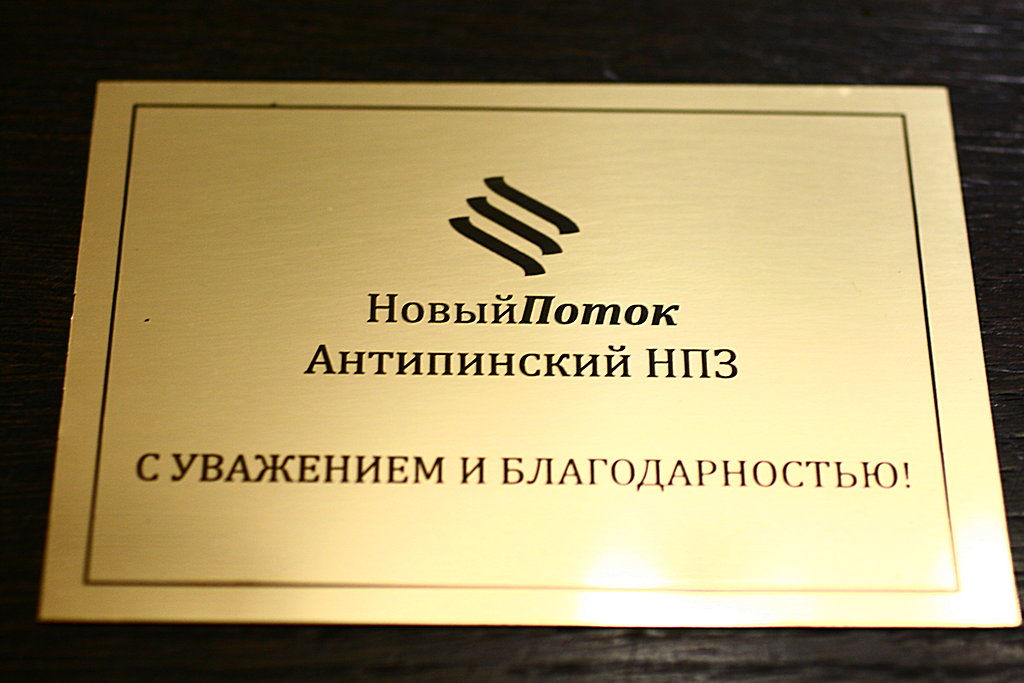 НовыйПоток
Антипинский НПЗ
С УВАЖЕНИЕМ И БЛАГОДАРНОСТЬЮ!